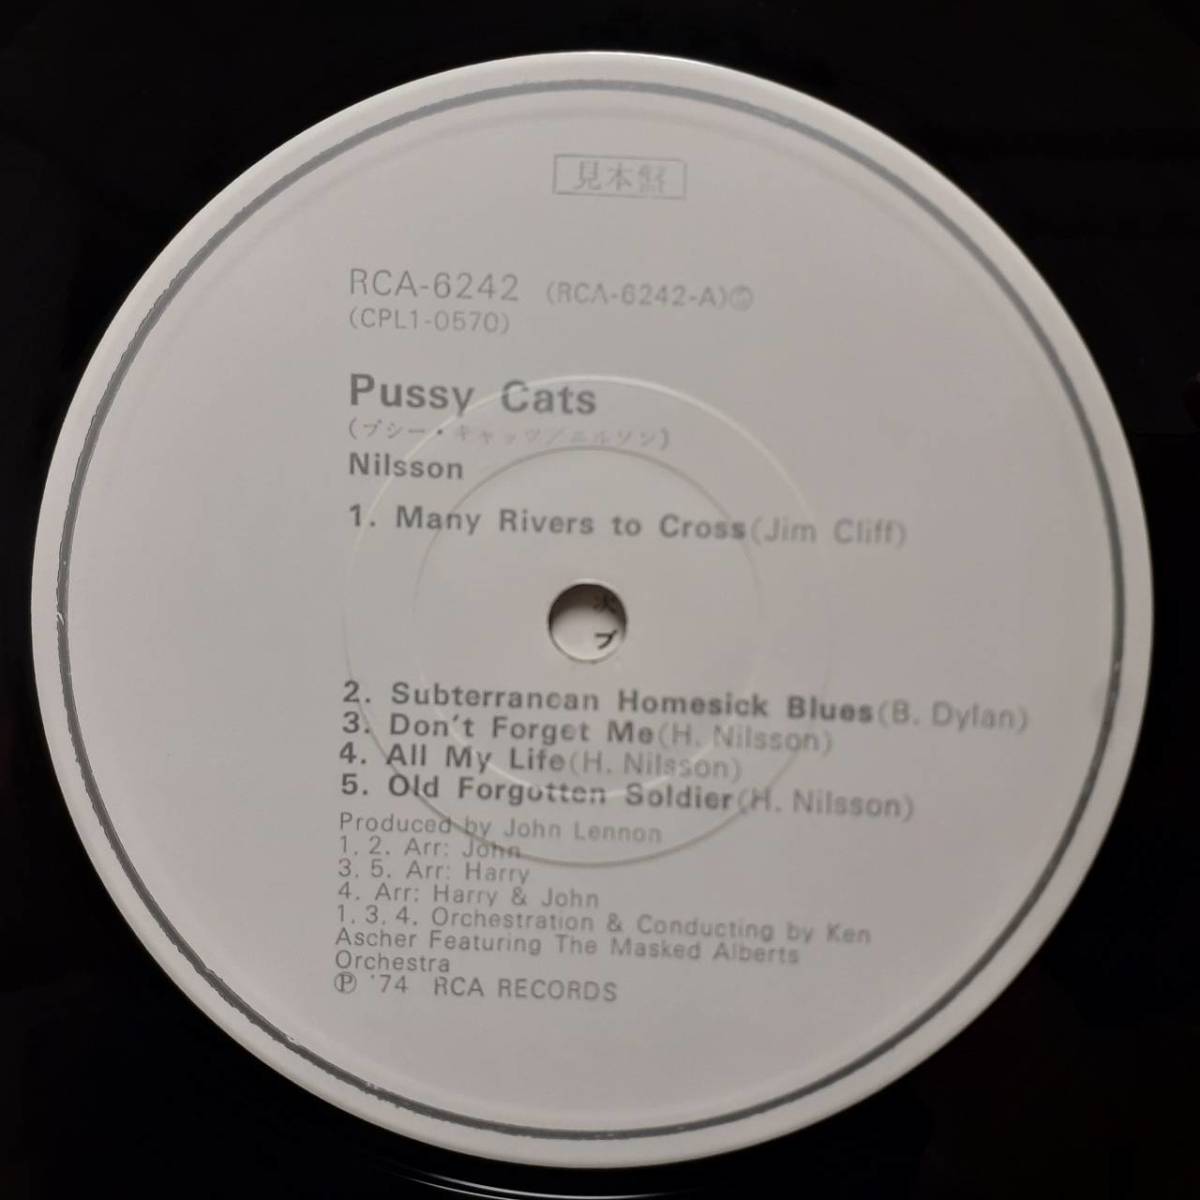 見本盤
RCA-6242 (RCA-6242-A)
(CPL1-0570)
Pussy Cats
(プシー・キャッツ/ニルソン)
Nilsson
1. Many Rivers to Cross (Jim Cliff)
2. Subterranean Homesick Blues (B. Dylan)
3. Don't Forget Me (H. Nilsson)
4. All My Life (H. Nilsson)
5. Old Forgotten Soldier (H. Nilsson)
Produced by John Lennon
1. 2. Arr: John
3. 5. Arr: Harry
4. Arr: Harry & John
1. 3. 4. Orchestration & Conducting by Ken
Ascher Featuring The Masked Alberts
Orchestra
Ⓟ '74 RCA RECORDS